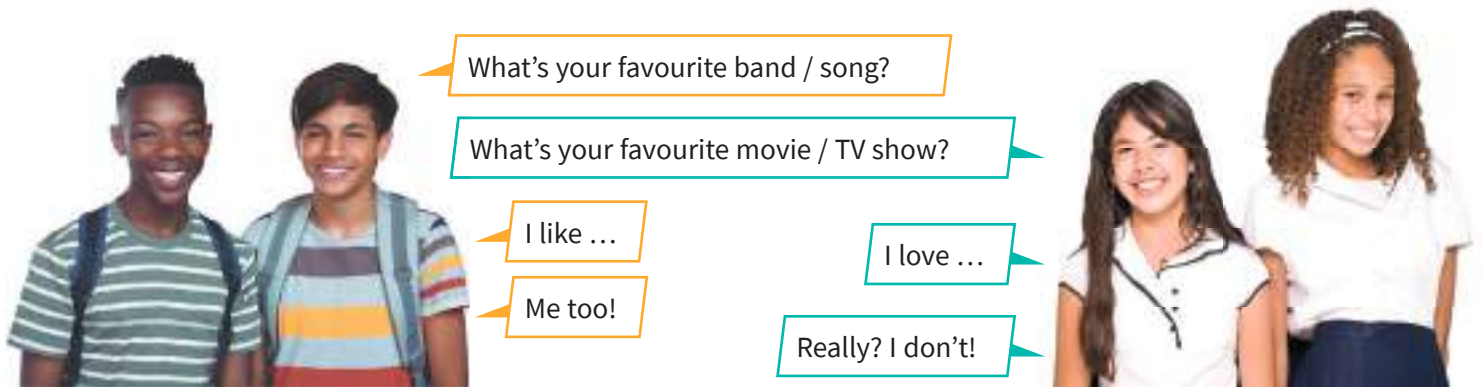 What’s your favourite band / song?
What’s your favourite movie / TV show?
I like …
I love …
Me too!
Really? I don’t!